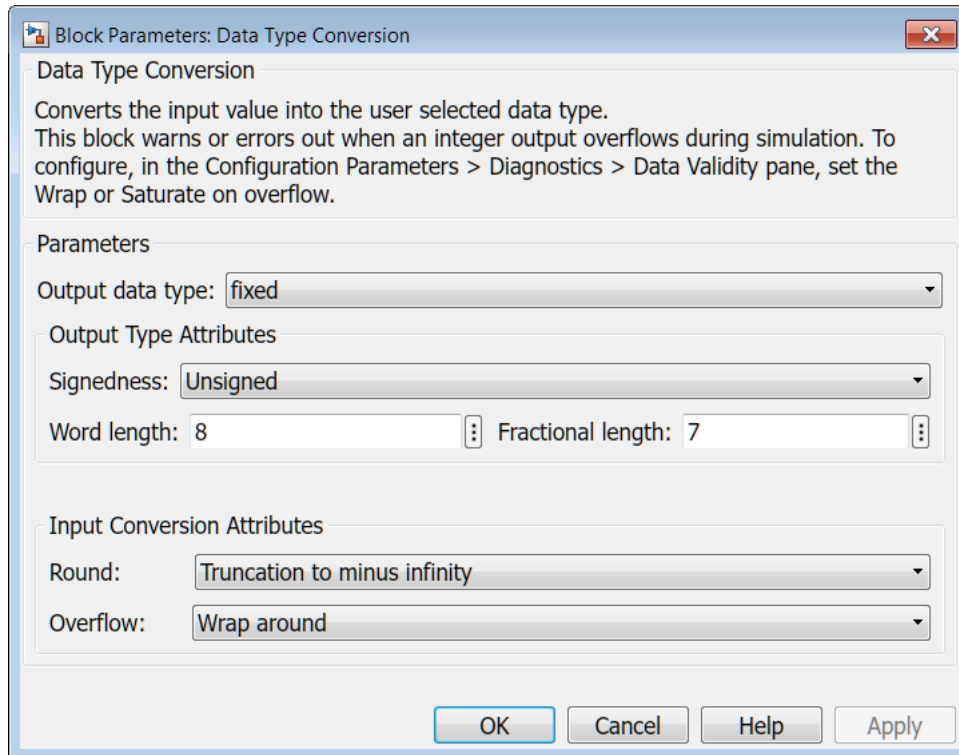 Block Parameters: Data Type Conversion
Data Type Conversion
Converts the input value into the user selected data type.
This block warns or errors out when an integer output overflows during simulation. To
configure, in the Configuration Parameters > Diagnostics > Data Validity pane, set the
Wrap or Saturate on overflow.
Parameters
Output data type: fixed
Output Type Attributes
Signedness: Unsigned
Word length: 8 Fractional length: 7
Input Conversion Attributes
Round: Truncation to minus infinity
Overflow: Wrap around
OK Cancel Help Apply